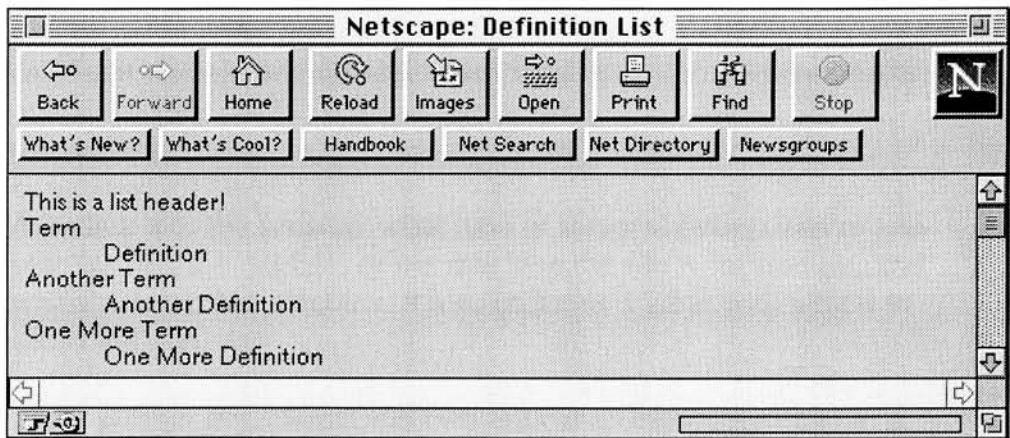 Netscape: Definition List
Back Forward Home Reload Images Open Print Find Stop
N
What's New? What's Cool? Handbook Net Search Net Directory Newsgroups
This is a list header!
Term
Definition
Another Term
Another Definition
One More Term
One More Definition